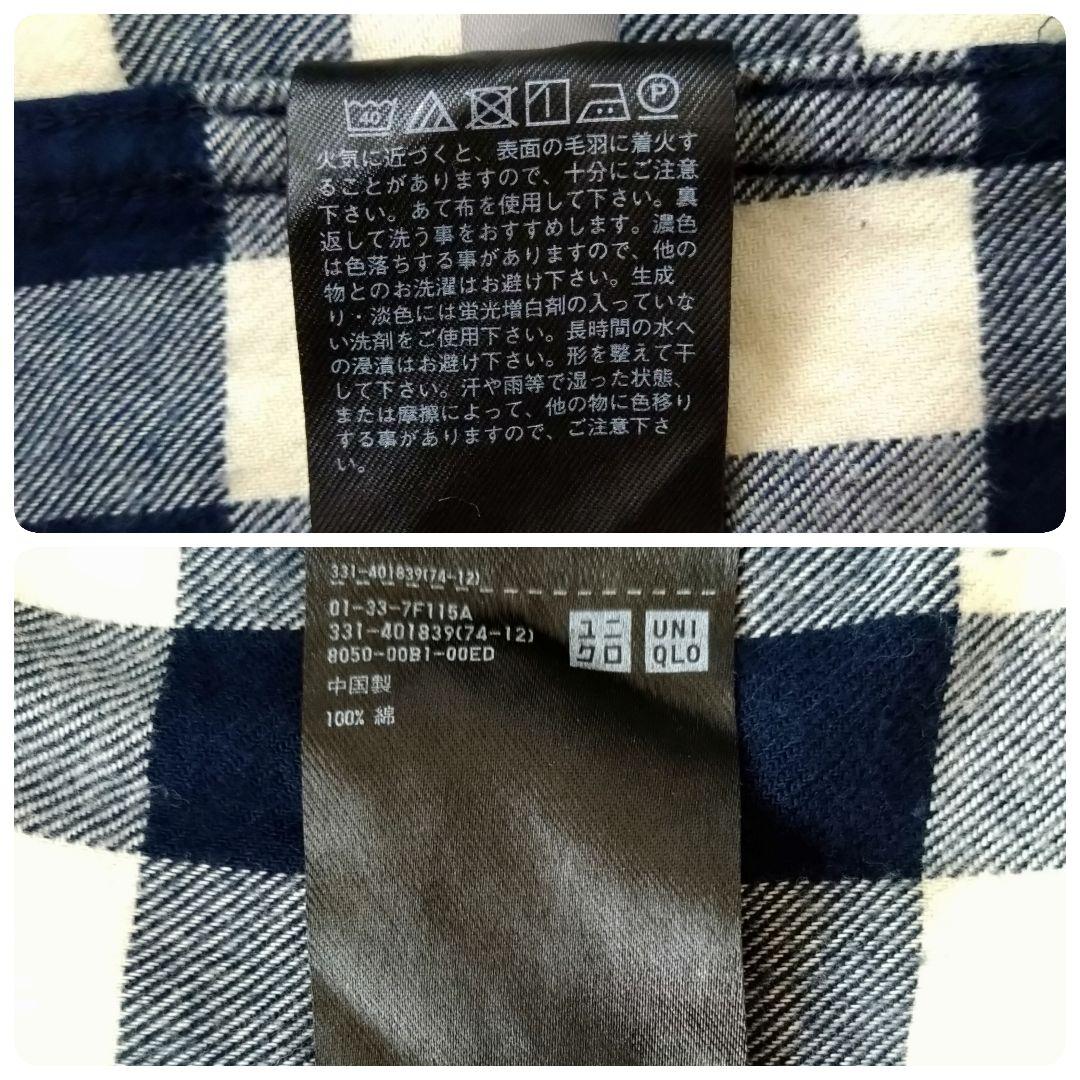 40
P
火気に近づくと、表面の毛羽に着火す
ることがありますので、十分にご注意
下さい。あて布を使用して下さい。裏
返して洗う事をおすすめします。濃色
は色落ちする事がありますので、他の
物とのお洗濯はお避け下さい。生成
り・淡色には蛍光増白剤の入っていな
い洗剤をご使用下さい。長時間の水へ
の浸漬はお避け下さい。形を整えて干
して下さい。汗や雨等で湿った状態、
または摩擦によって、他の物に色移り
する事がありますので、ご注意下さ
い。
331-401839(74-12)
01-33-7F115A
331-401839(74-12)
8050-00B1-00ED
中国製
100% 綿
ユニ
クロ
UNI
QLO